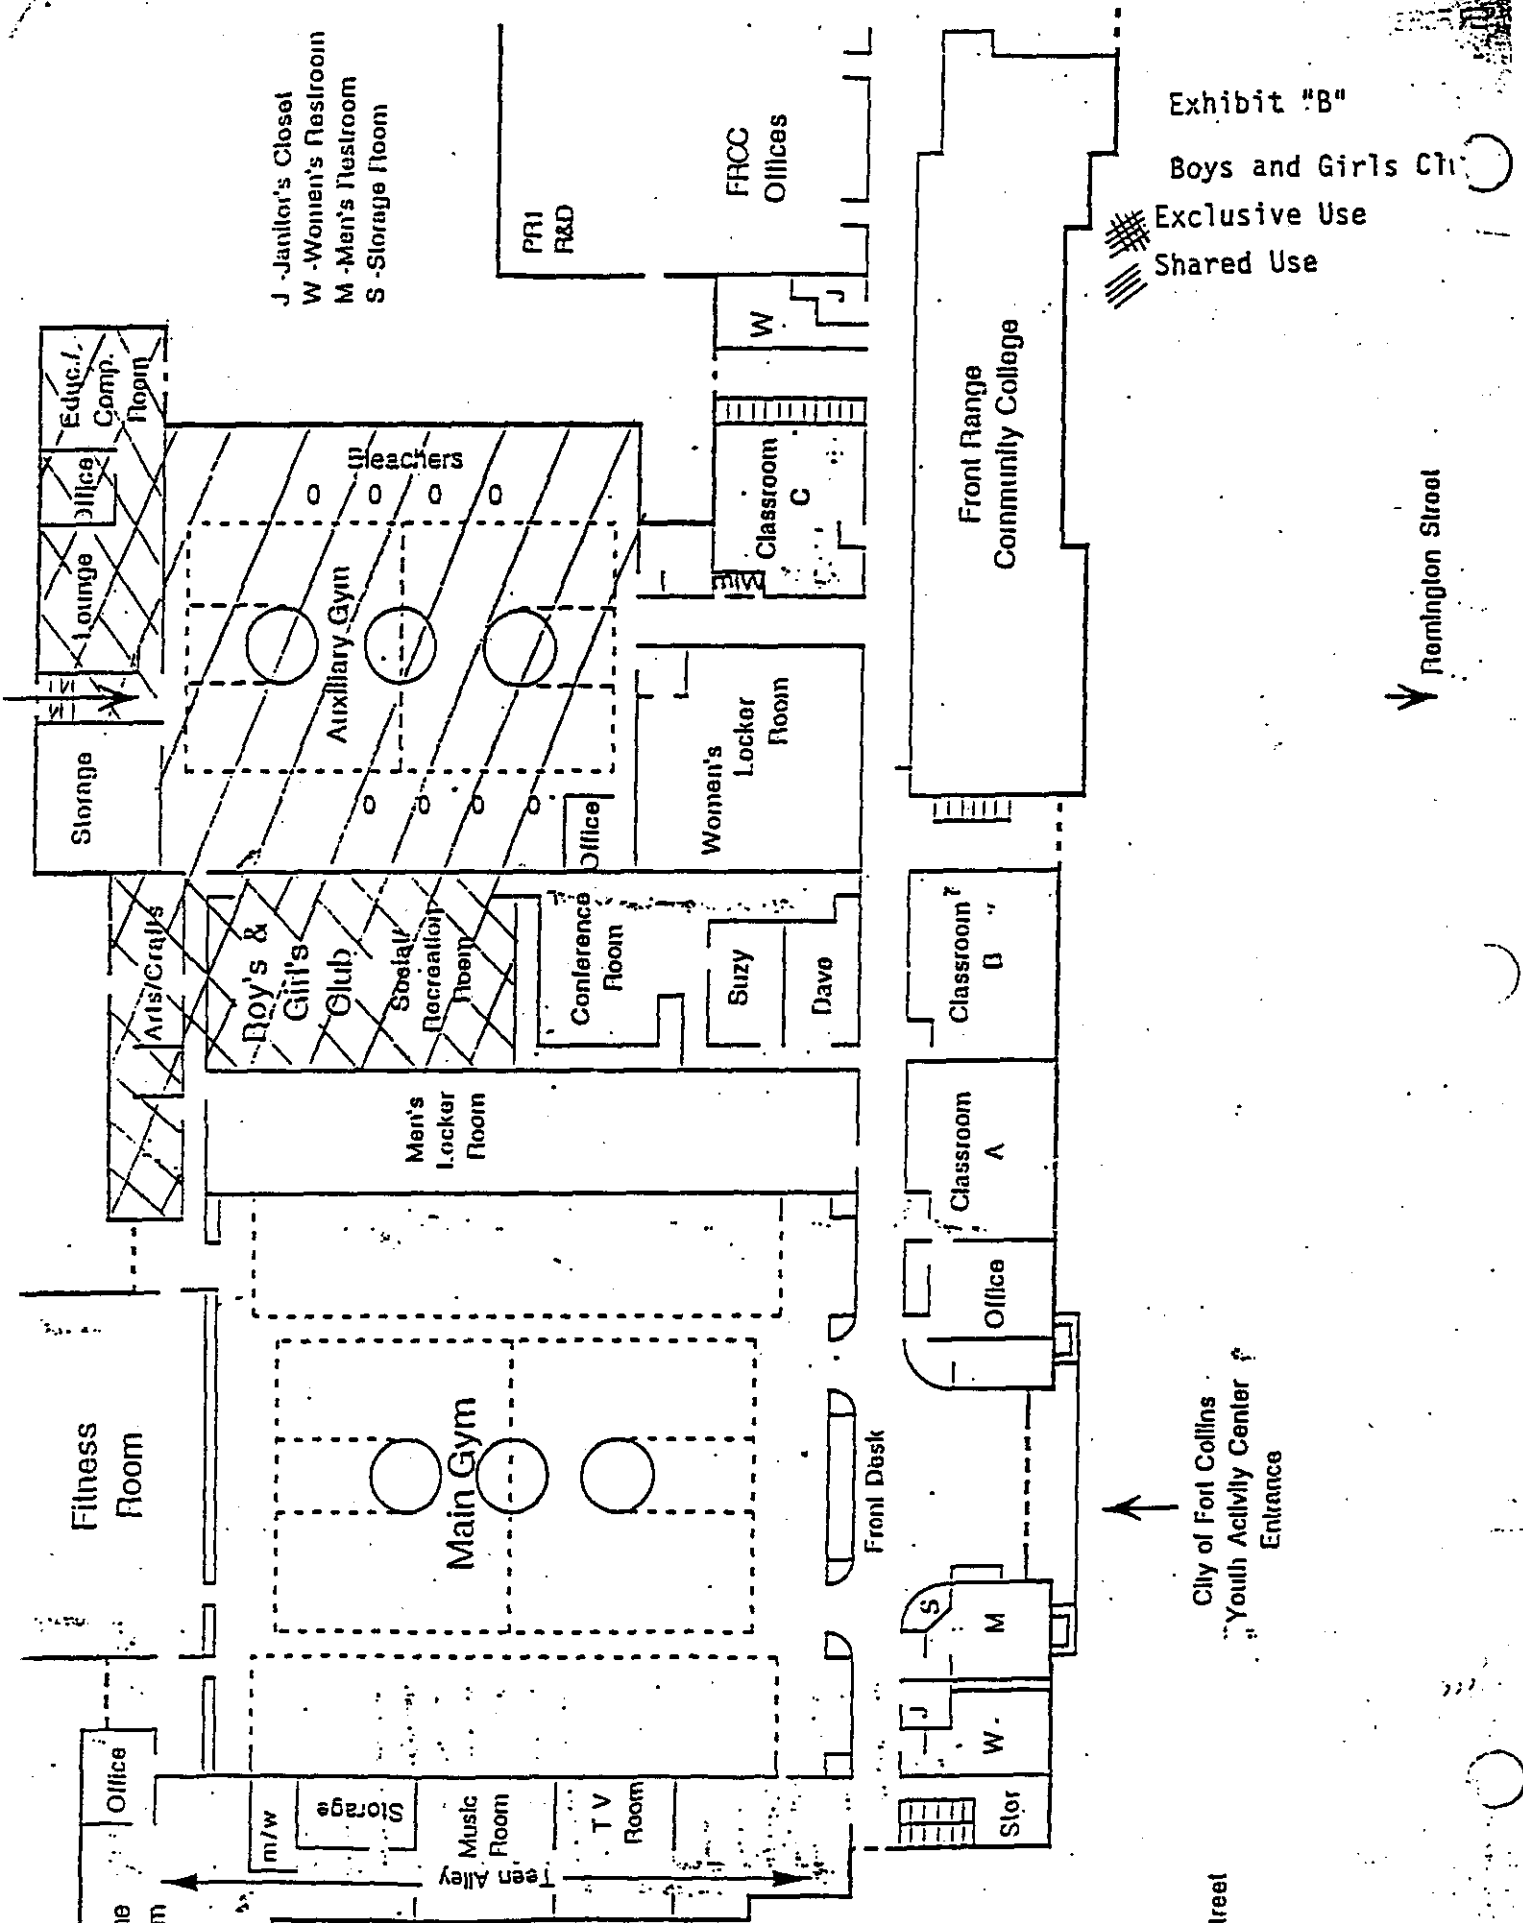 Exhibit "B"
Boys and Girls
Exclusive Use
Shared Use
J -Janitor's Closet
W -Women's Restroom
M -Men's Restroom
S -Storage Room
PR1
R&D
FRCC
Offices
W
J
Educ./
Comp.
Room
Office
Lounge
Storage
Bleachers
Auxiliary Gym
Office
Classroom
C
Women's
Locker
Room
Front Range
Community College
Remington Street
Arts/Crafts
Boy's &
Girl's
Club
Social/
Recreation
Room
Conference
Room
Suzy
Dave
Classroom
B
Men's
Locker
Room
Classroom
A
Office
Fitness
Room
Main Gym
Front Desk
City of Fort Collins
Youth Activity Center
Entrance
S
M
J
W
Stor
Office
m/w
Storage
Music
Room
T V
Room
Teen Alley